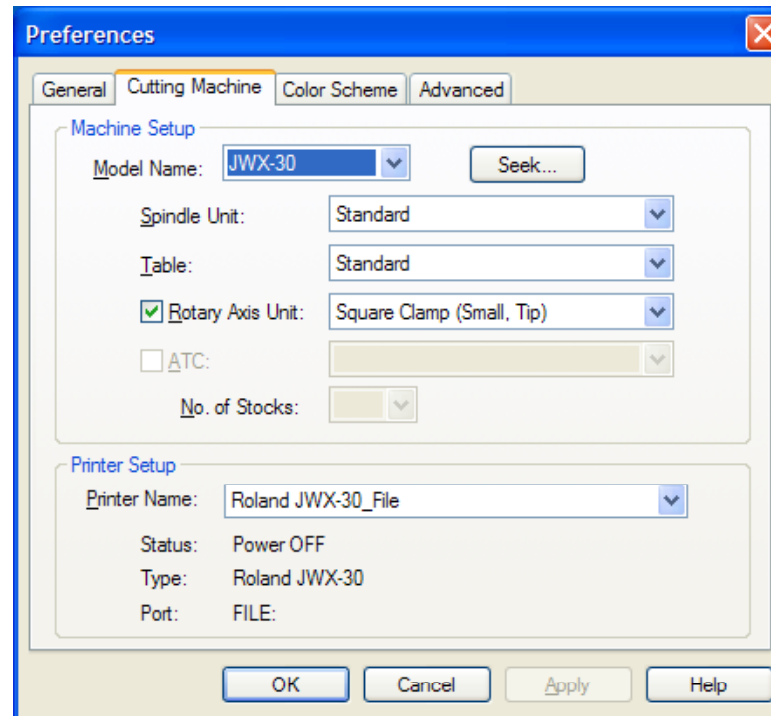 Preferences
General Cutting Machine Color Scheme Advanced
Machine Setup
Model Name: JWX-30 Seek...
Spindle Unit: Standard
Table: Standard
Rotary Axis Unit: Square Clamp (Small, Tip)
ATC:
No. of Stocks:
Printer Setup
Printer Name: Roland JWX-30_File
Status: Power OFF
Type: Roland JWX-30
Port: FILE:
OK Cancel Apply Help